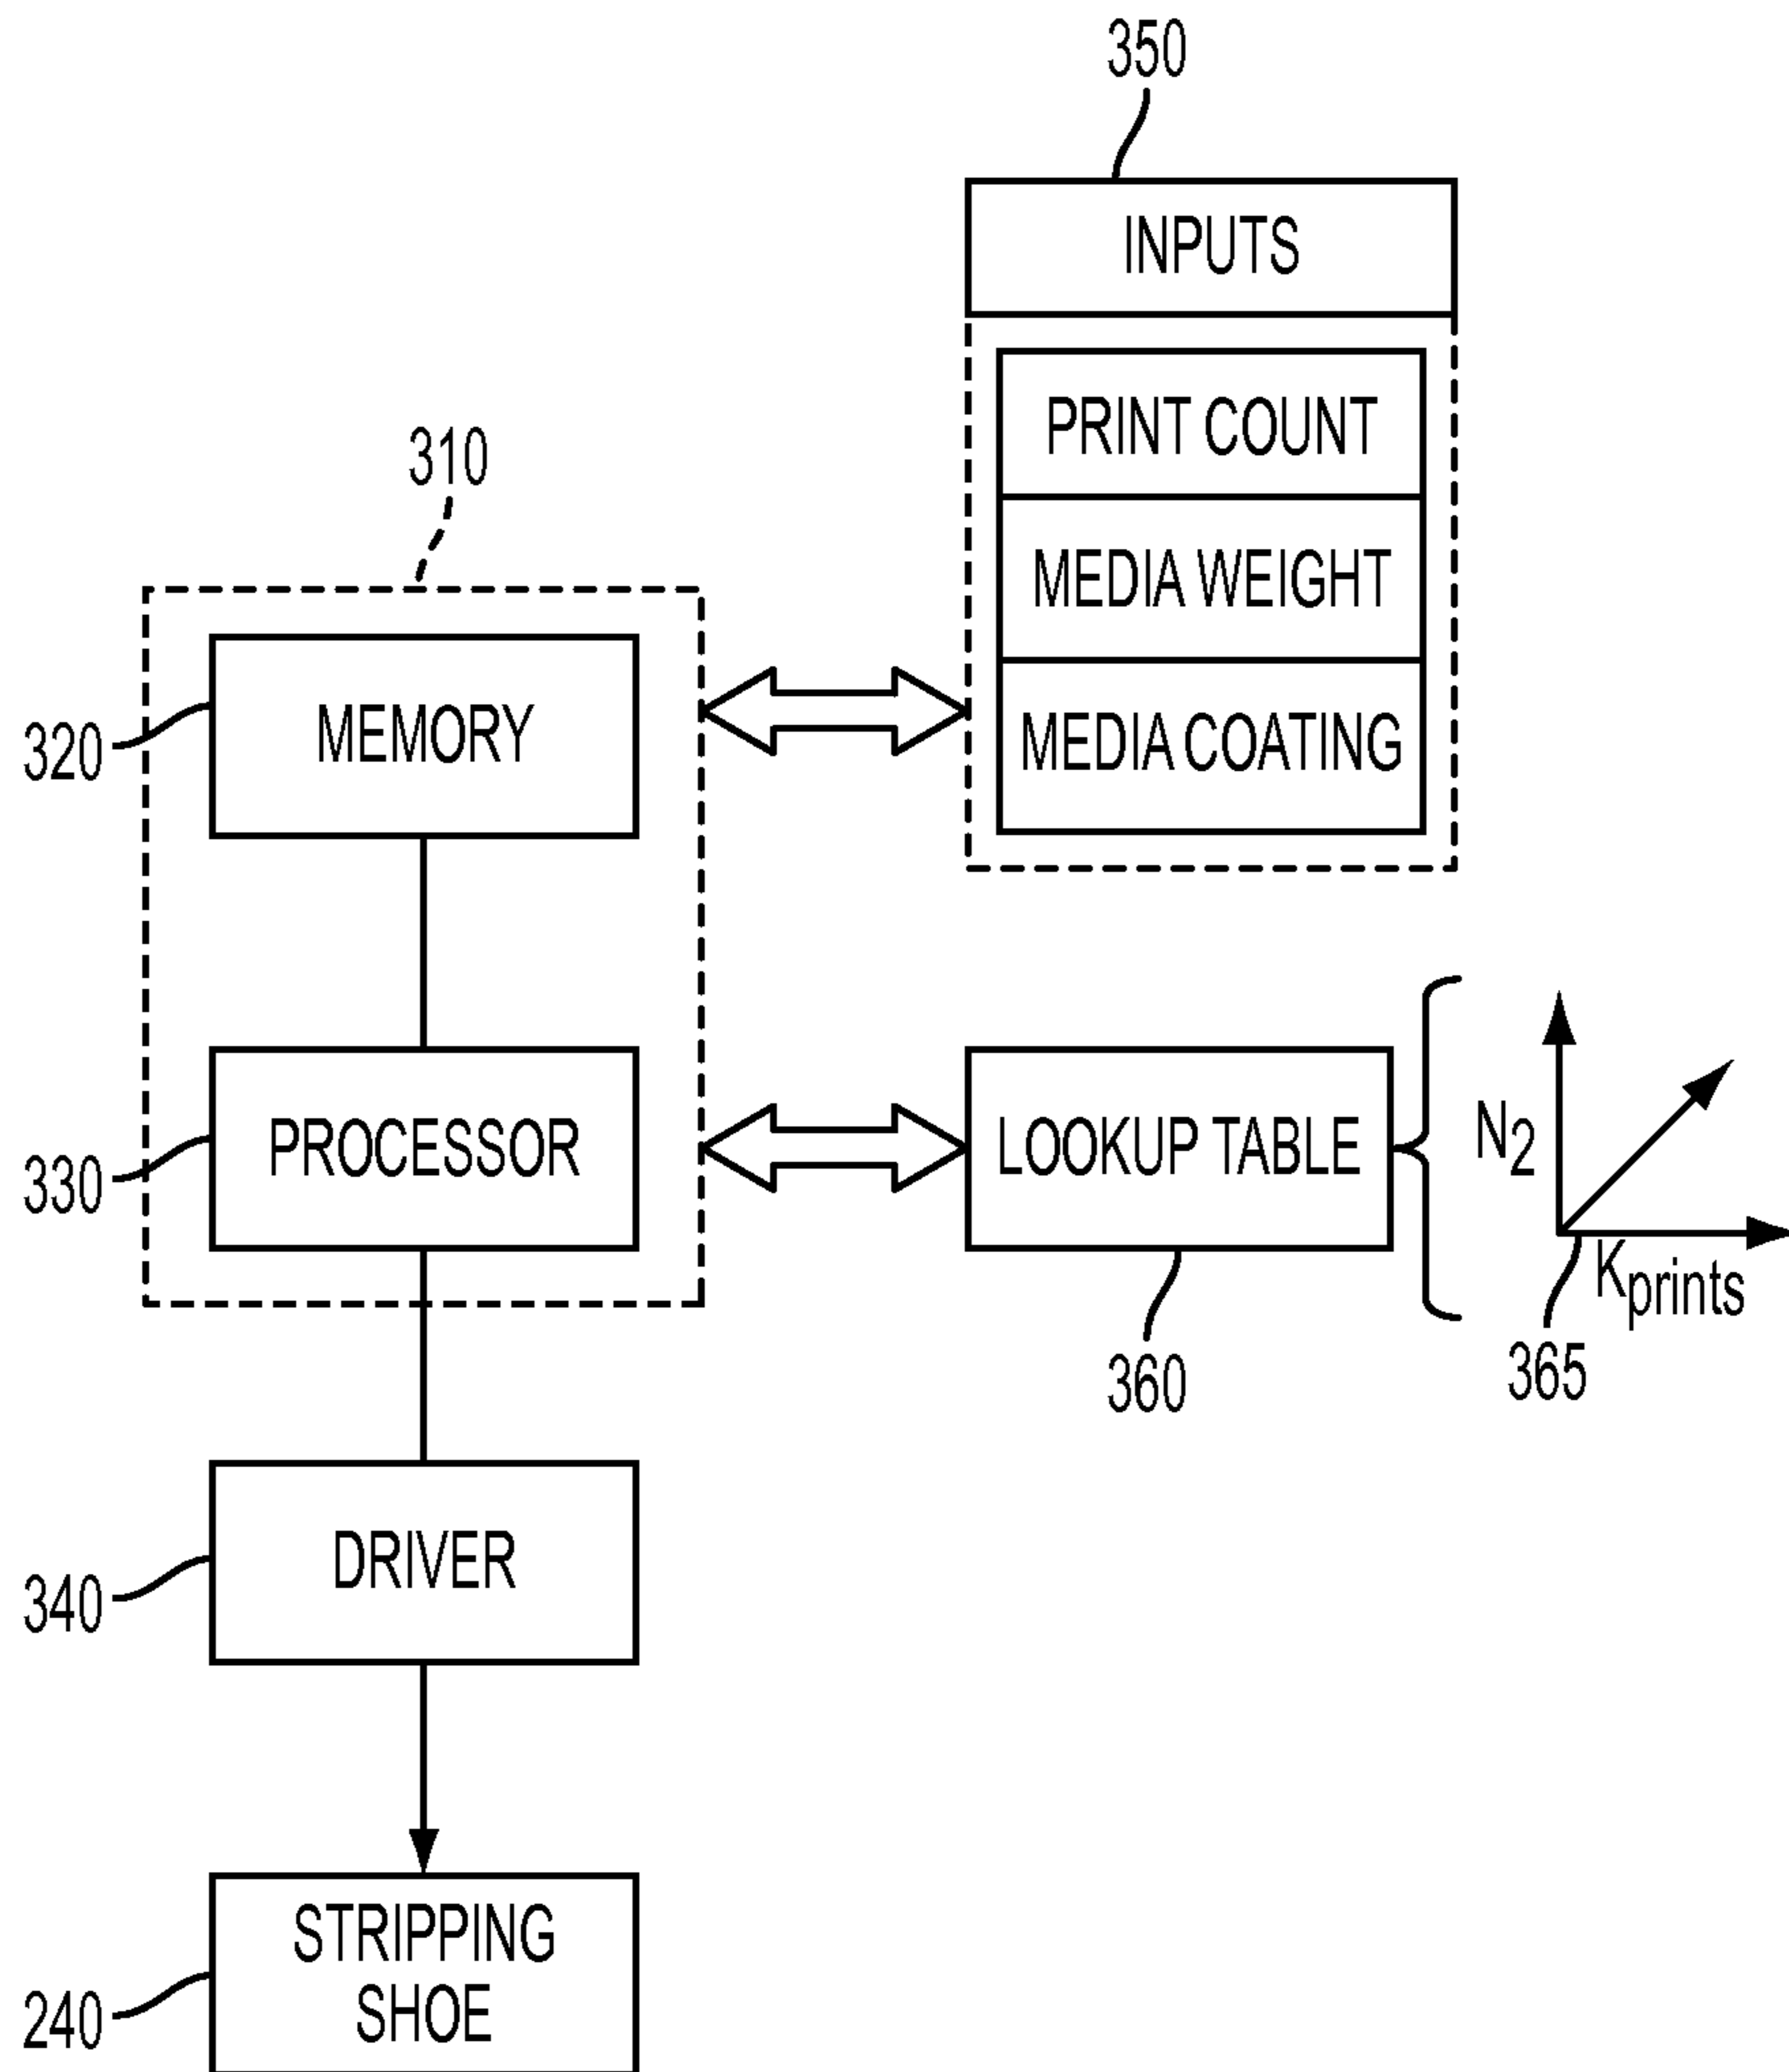 350
INPUTS
PRINT COUNT
MEDIA WEIGHT
MEDIA COATING
310
MEMORY
320
PROCESSOR
330
LOOKUP TABLE
360
N2
Kprints
365
DRIVER
340
STRIPPING
SHOE
240